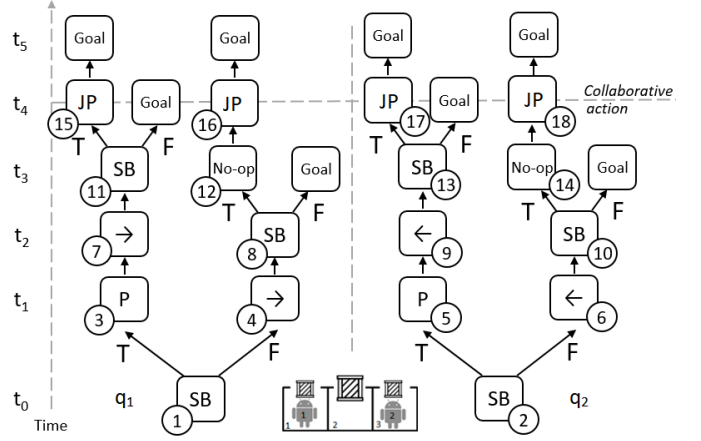 t5 Goal Goal Goal Goal
t4 JP Goal JP JP Goal JP Collaborative
action
15 16 17 18
T F T F
t3 SB No-op Goal SB No-op Goal
11 12 13 14
T F T F
t2 → SB ← SB
7 8 9 10
t1 P → P ←
3 4 5 6
T F T F
t0 q1 SB SB q2
1 2
1 2
1 2 3
Time